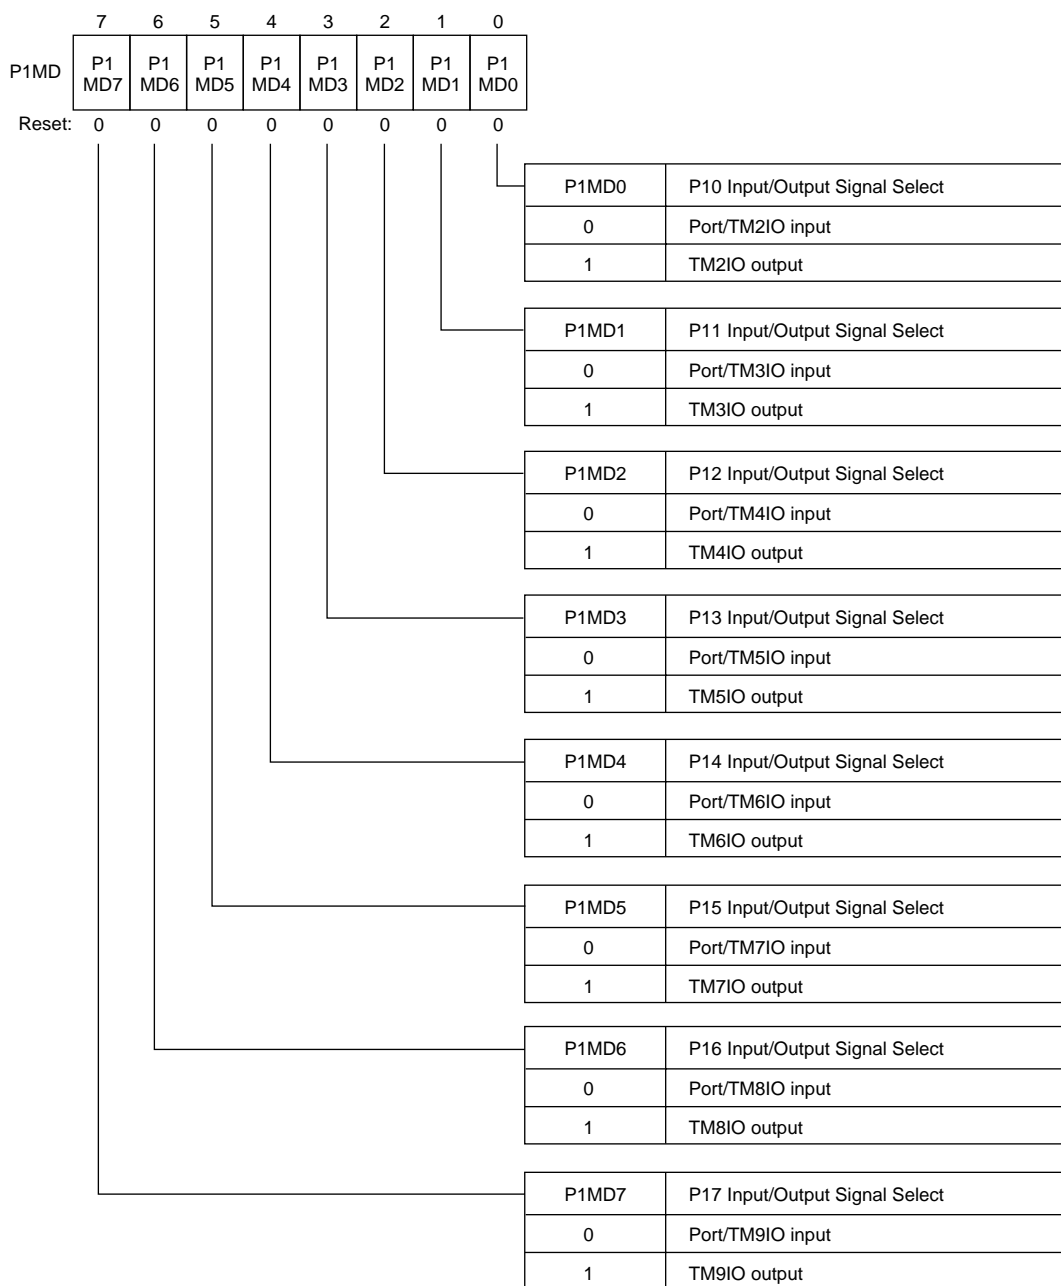 7 6 5 4 3 2 1 0
P1MD P1 MD7 P1 MD6 P1 MD5 P1 MD4 P1 MD3 P1 MD2 P1 MD1 P1 MD0
Reset: 0 0 0 0 0 0 0 0
P1MD0 P10 Input/Output Signal Select
0 Port/TM2IO input
1 TM2IO output
P1MD1 P11 Input/Output Signal Select
0 Port/TM3IO input
1 TM3IO output
P1MD2 P12 Input/Output Signal Select
0 Port/TM4IO input
1 TM4IO output
P1MD3 P13 Input/Output Signal Select
0 Port/TM5IO input
1 TM5IO output
P1MD4 P14 Input/Output Signal Select
0 Port/TM6IO input
1 TM6IO output
P1MD5 P15 Input/Output Signal Select
0 Port/TM7IO input
1 TM7IO output
P1MD6 P16 Input/Output Signal Select
0 Port/TM8IO input
1 TM8IO output
P1MD7 P17 Input/Output Signal Select
0 Port/TM9IO input
1 TM9IO output